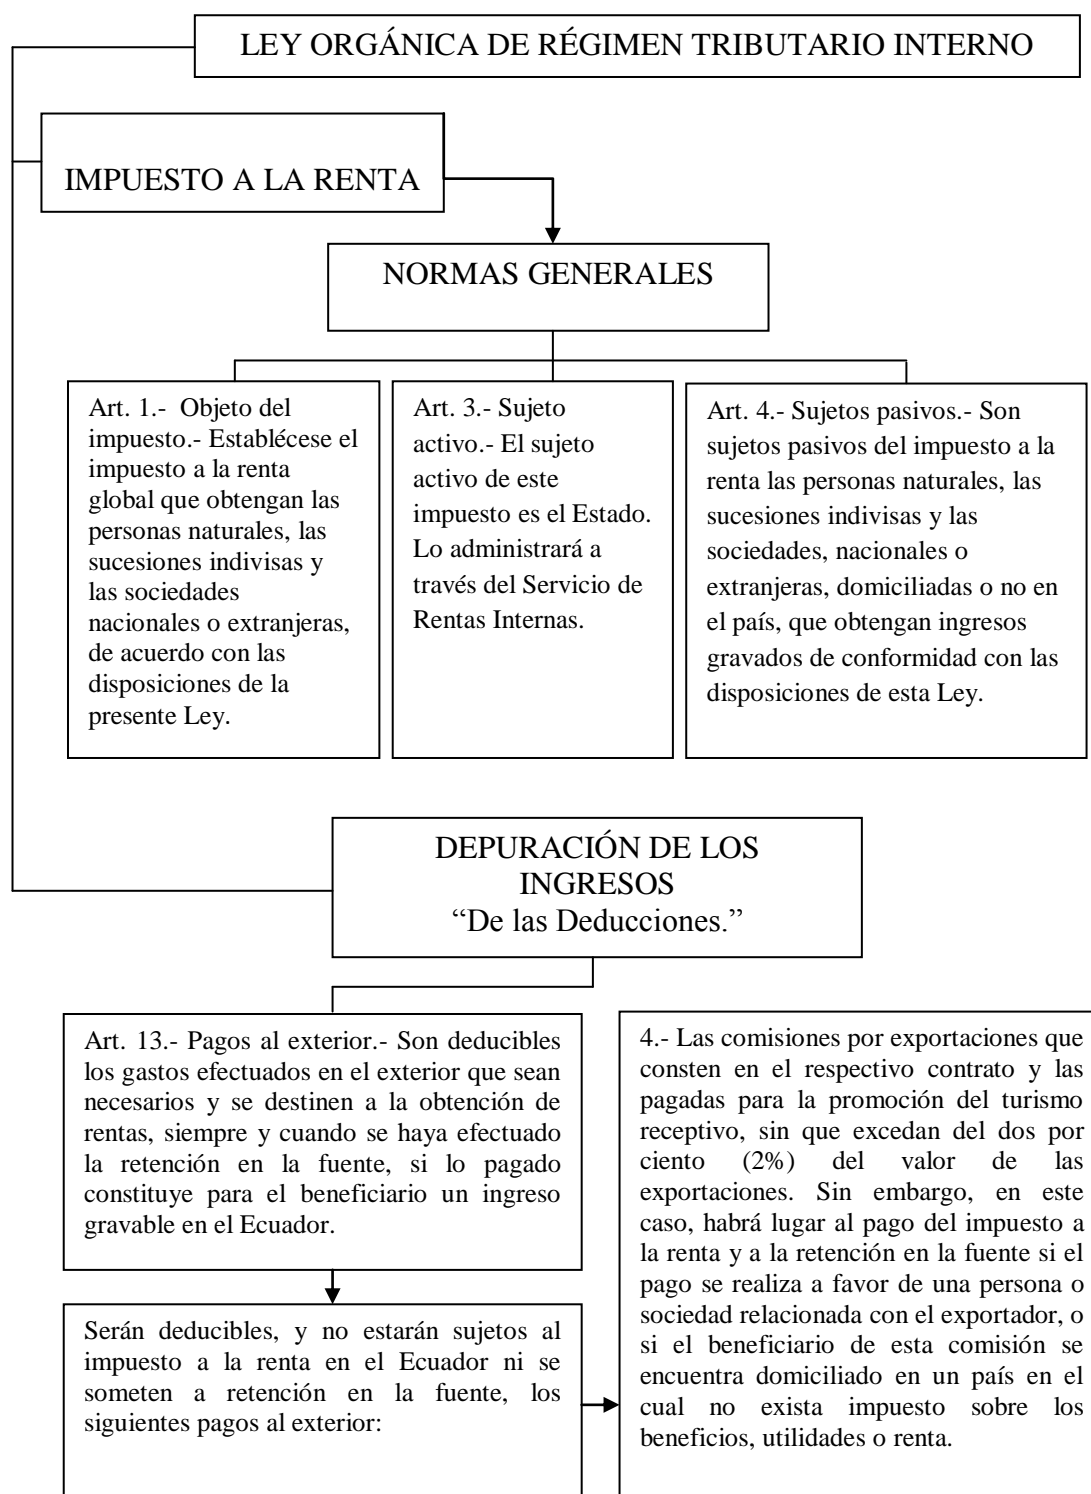 LEY ORGÁNICA DE RÉGIMEN TRIBUTARIO INTERNO
IMPUESTO A LA RENTA
NORMAS GENERALES
Art. 1.- Objeto del
impuesto.- Establécese el
impuesto a la renta
global que obtengan las
personas naturales, las
sucesiones indivisas y
las sociedades
nacionales o extranjeras,
de acuerdo con las
disposiciones de la
presente Ley.
Art. 3.- Sujeto
activo.- El sujeto
activo de este
impuesto es el Estado.
Lo administrará a
través del Servicio de
Rentas Internas.
Art. 4.- Sujetos pasivos.- Son
sujetos pasivos del impuesto a la
renta las personas naturales, las
sucesiones indivisas y las
sociedades, nacionales o
extranjeras, domiciliadas o no en
el país, que obtengan ingresos
gravados de conformidad con las
disposiciones de esta Ley.
DEPURACIÓN DE LOS
INGRESOS
“De las Deducciones.”
Art. 13.- Pagos al exterior.- Son deducibles
los gastos efectuados en el exterior que sean
necesarios y se destinen a la obtención de
rentas, siempre y cuando se haya efectuado
la retención en la fuente, si lo pagado
constituye para el beneficiario un ingreso
gravable en el Ecuador.
Serán deducibles, y no estarán sujetos al
impuesto a la renta en el Ecuador ni se
someten a retención en la fuente, los
siguientes pagos al exterior:
4.- Las comisiones por exportaciones que
consten en el respectivo contrato y las
pagadas para la promoción del turismo
receptivo, sin que excedan del dos por
ciento (2%) del valor de las
exportaciones. Sin embargo, en este
caso, habrá lugar al pago del impuesto a
la renta y a la retención en la fuente si el
pago se realiza a favor de una persona o
sociedad relacionada con el exportador, o
si el beneficiario de esta comisión se
encuentra domiciliado en un país en el
cual no exista impuesto sobre los
beneficios, utilidades o renta.